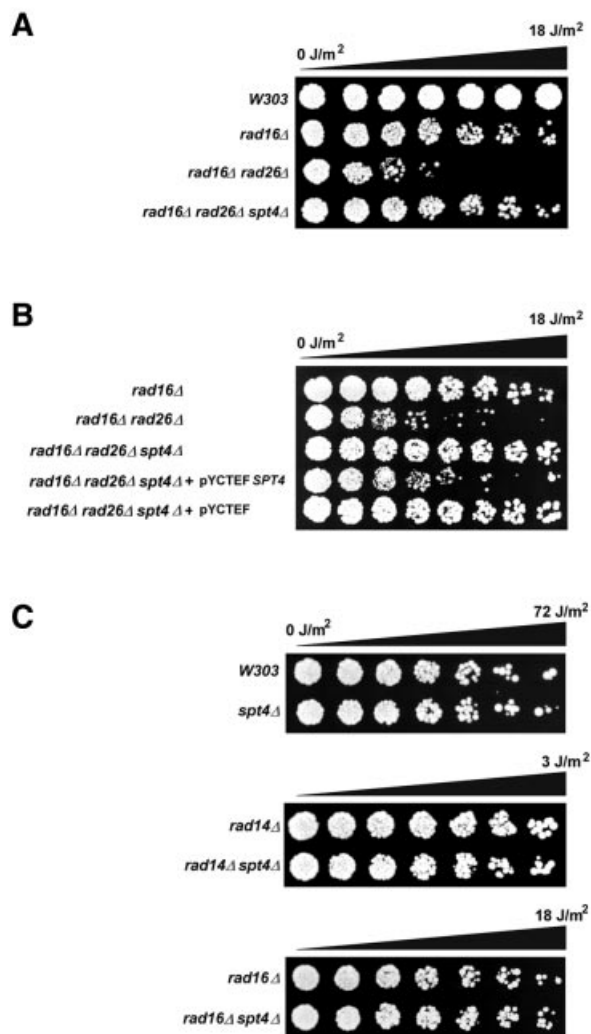 A
0 J/m²
18 J/m²
W303
rad16Δ
rad16Δ rad26Δ
rad16Δ rad26Δ spt4Δ
B
0 J/m²
18 J/m²
rad16Δ
rad16Δ rad26Δ
rad16Δ rad26Δ spt4Δ
rad16Δ rad26Δ spt4Δ + pYCTEF SPT4
rad16Δ rad26Δ spt4 Δ + pYCTEF
C
0 J/m²
72 J/m²
W303
spt4Δ
3 J/m²
rad14Δ
rad14Δ spt4Δ
18 J/m²
rad16Δ
rad16Δ spt4Δ